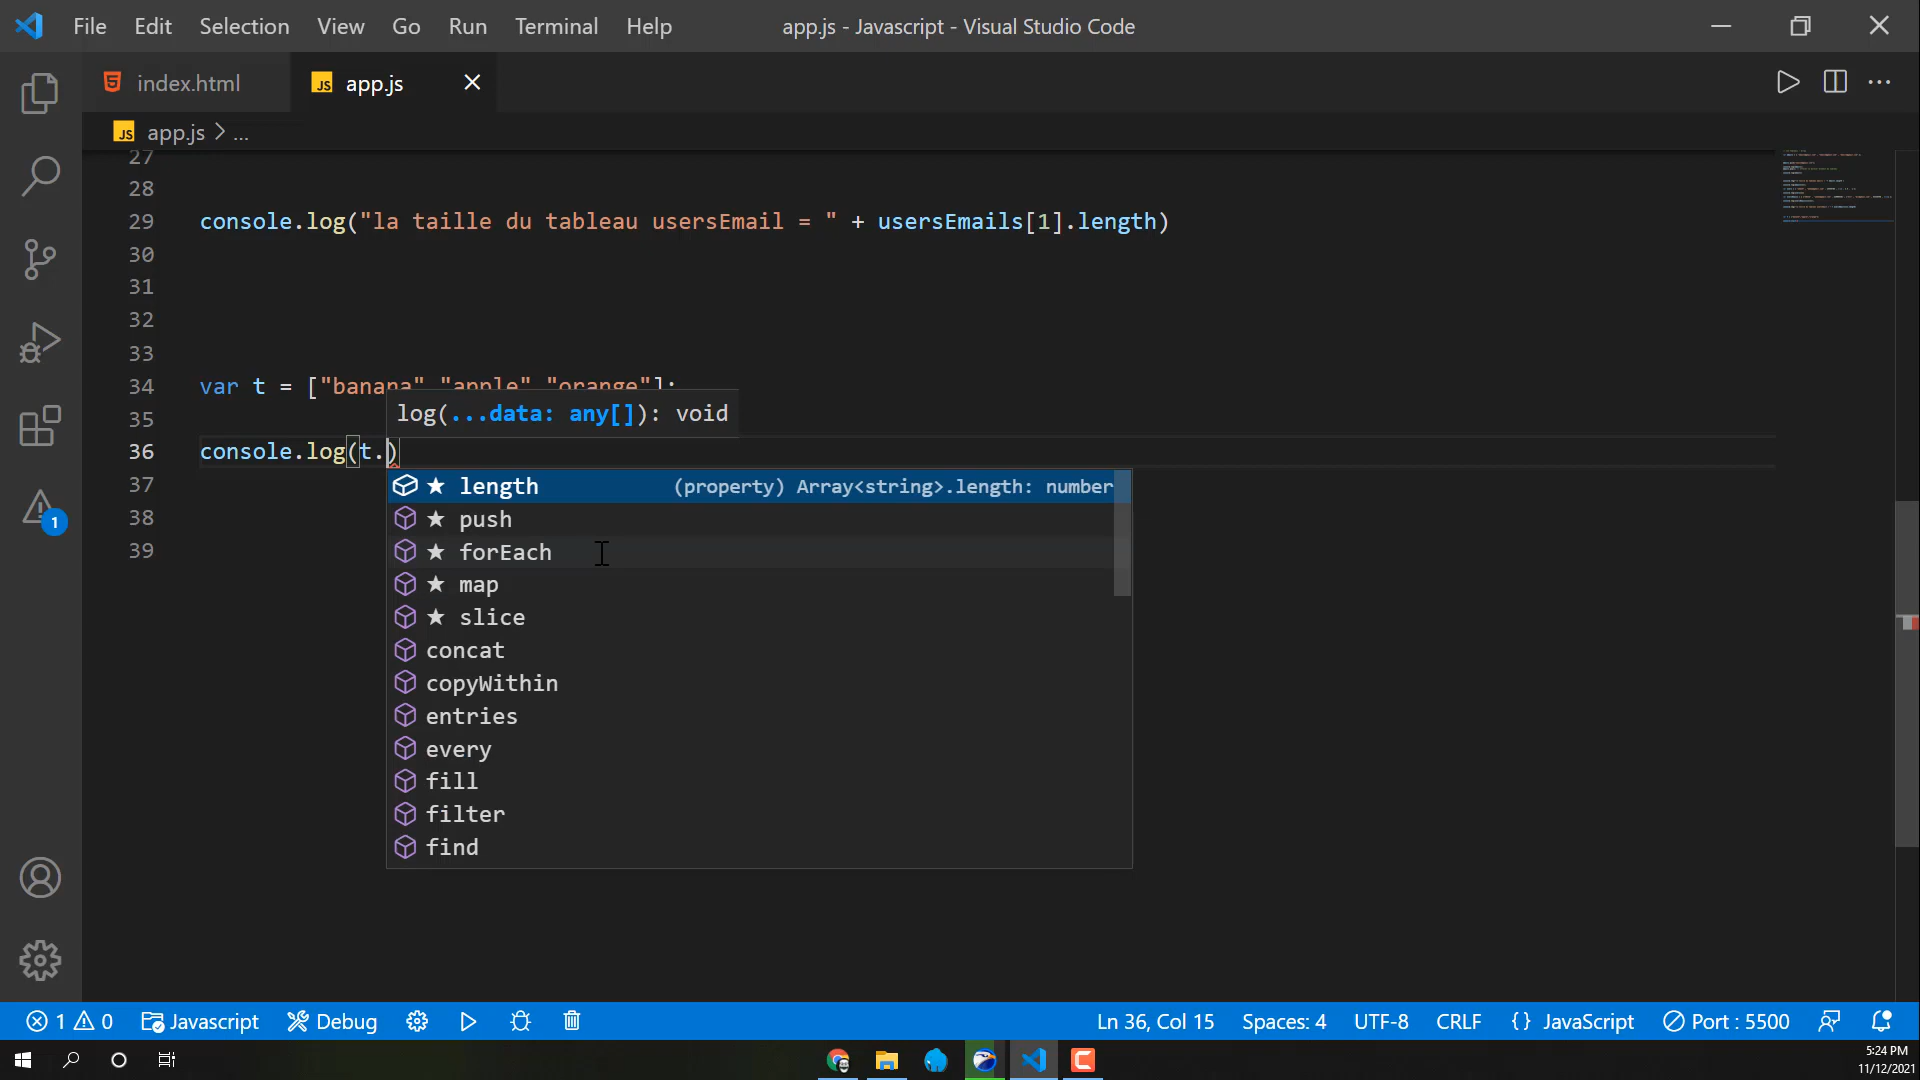 File Edit Selection View Go Run Terminal Help app.js - Javascript - Visual Studio Code
index.html JS app.js
JS app.js > ...
27
28
29 console.log("la taille du tableau usersEmail = " + usersEmails[1].length)
30
31
32
33
34 var t = ["banana" "apple" "orange"];
35 log(...data: any[]): void
36 console.log(t.)
37 length (property) Array<string>.length: number
38 push
39 forEach
map
slice
concat
copyWithin
entries
every
fill
filter
find
1
1 0 Javascript Debug Ln 36, Col 15 Spaces: 4 UTF-8 CRLF {} JavaScript Port : 5500
5:24 PM
11/12/2021